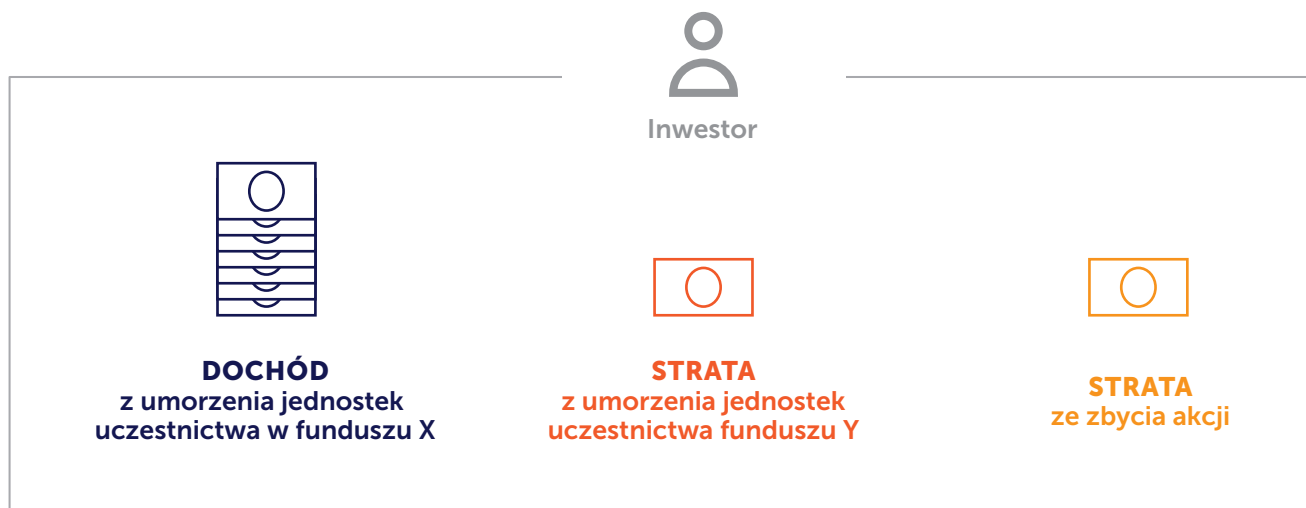 Inwestor
DOCHÓD
z umorzenia jednostek
uczestnictwa w funduszu X
STRATA
z umorzenia jednostek
uczestnictwa funduszu Y
STRATA
ze zbycia akcji